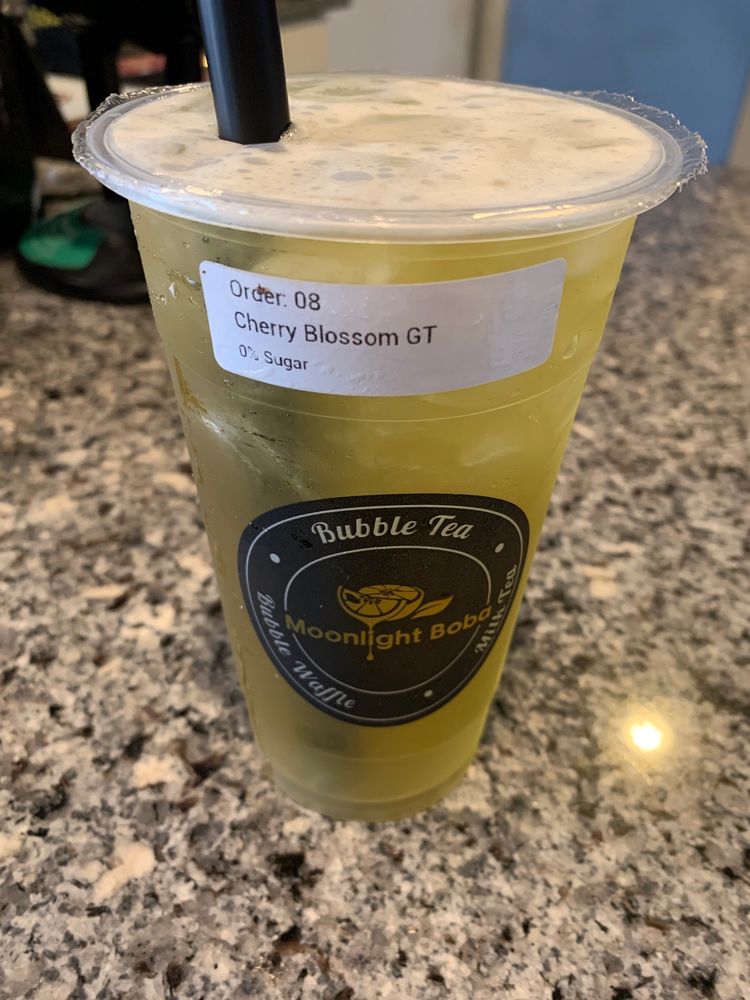 Order: 08
Cherry Blossom GT
0% Sugar
Bubble Tea
Moonlight Boba
Bubble Waffle
Milk Tea